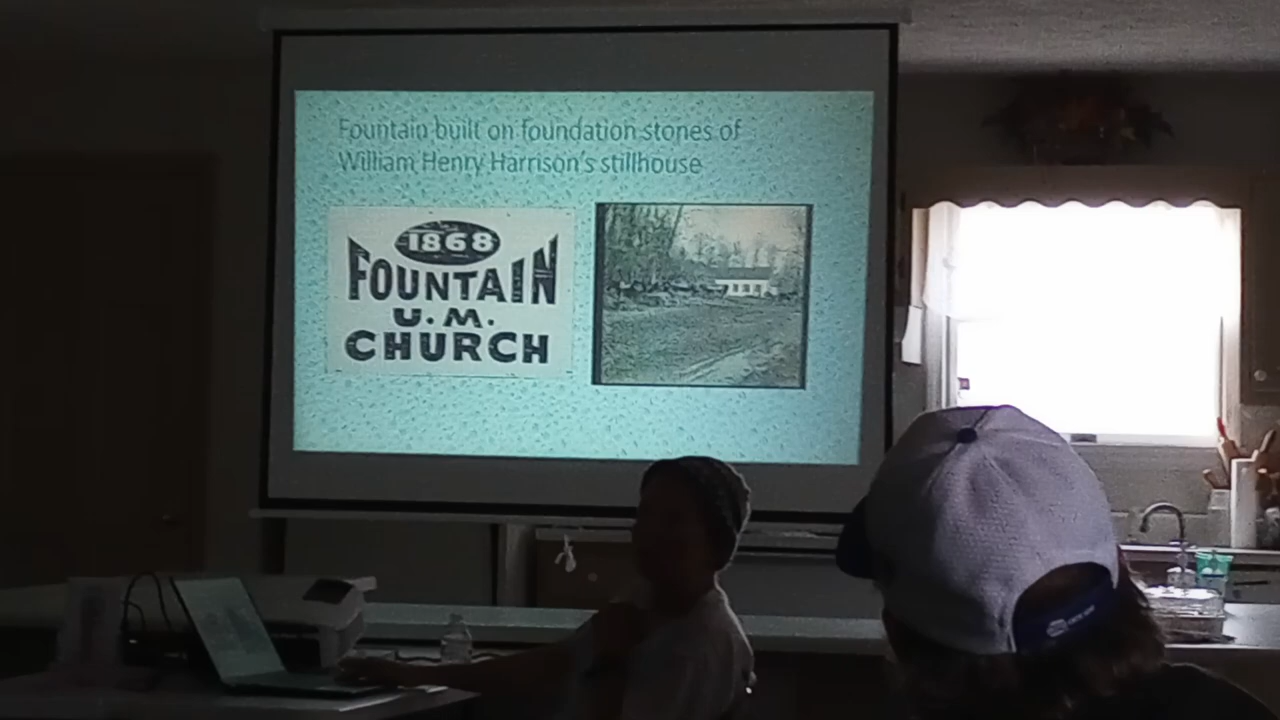 Fountain built on foundation stones of
William Henry Harrison's stillhouse
1868
FOUNTAIN
U.M.
CHURCH